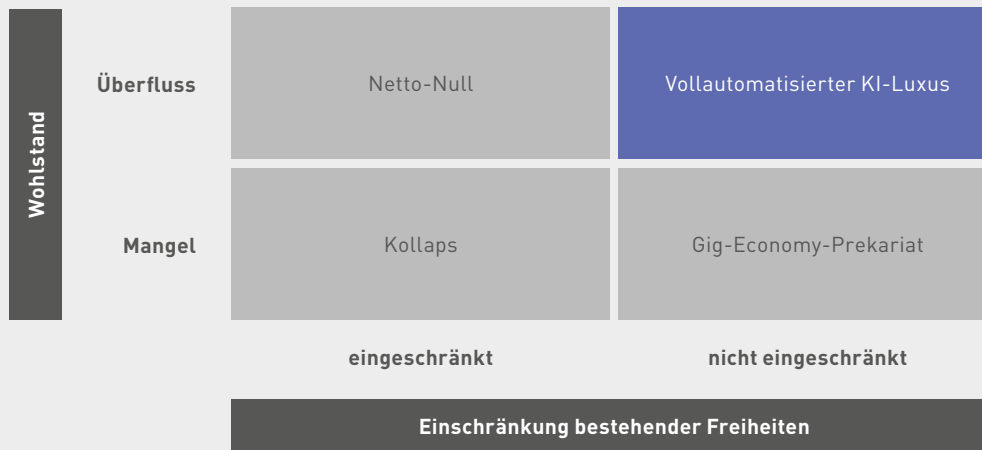 Wohlstand
Überfluss
Netto-Null
Vollautomatisierter KI-Luxus
Mangel
Kollaps
Gig-Economy-Prekariat
eingeschränkt
nicht eingeschränkt
Einschränkung bestehender Freiheiten